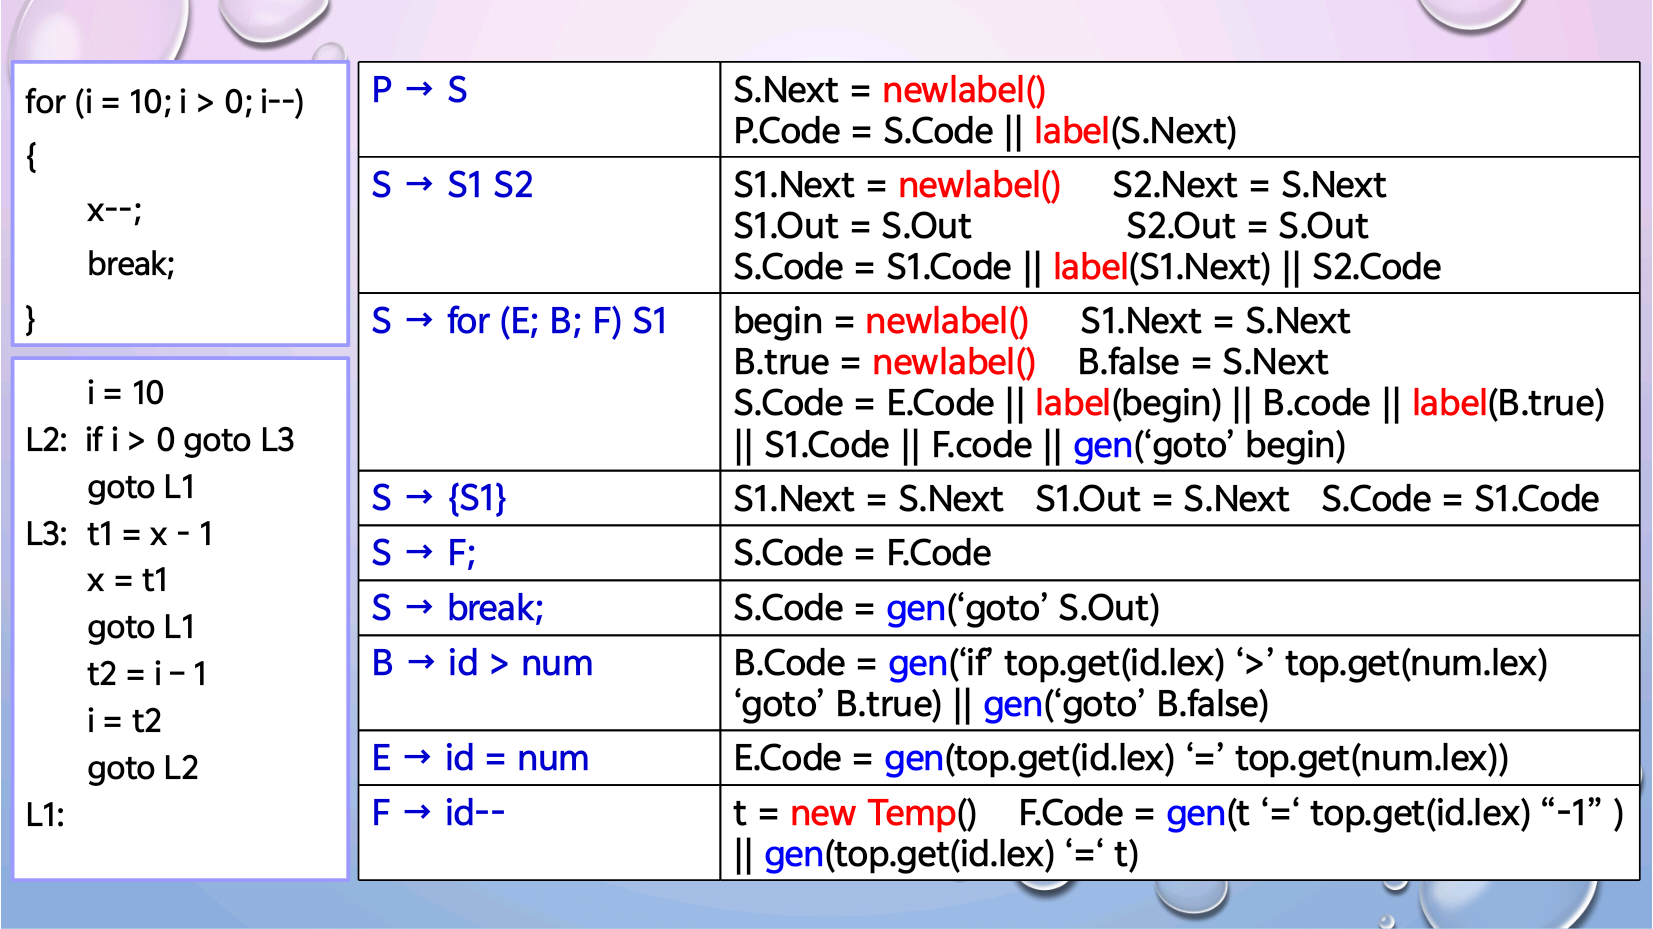 for (i = 10; i > 0; i--)
{
x--;
break;
}
i = 10
L2: if i > 0 goto L3
goto L1
L3: t1 = x - 1
x = t1
goto L1
t2 = i – 1
i = t2
goto L2
L1:
P → S
S.Next = newlabel()
P.Code = S.Code || label(S.Next)
S → S1 S2
S1.Next = newlabel() S2.Next = S.Next
S1.Out = S.Out S2.Out = S.Out
S.Code = S1.Code || label(S1.Next) || S2.Code
S → for (E; B; F) S1
begin = newlabel() S1.Next = S.Next
B.true = newlabel() B.false = S.Next
S.Code = E.Code || label(begin) || B.code || label(B.true)
|| S1.Code || F.code || gen(‘goto’ begin)
S → {S1}
S1.Next = S.Next S1.Out = S.Next S.Code = S1.Code
S → F;
S.Code = F.Code
S → break;
S.Code = gen(‘goto’ S.Out)
B → id > num
B.Code = gen(‘if’ top.get(id.lex) ‘>’ top.get(num.lex)
‘goto’ B.true) || gen(‘goto’ B.false)
E → id = num
E.Code = gen(top.get(id.lex) ‘=’ top.get(num.lex))
F → id--
t = new Temp() F.Code = gen(t ‘=‘ top.get(id.lex) “-1” )
|| gen(top.get(id.lex) ‘=‘ t)